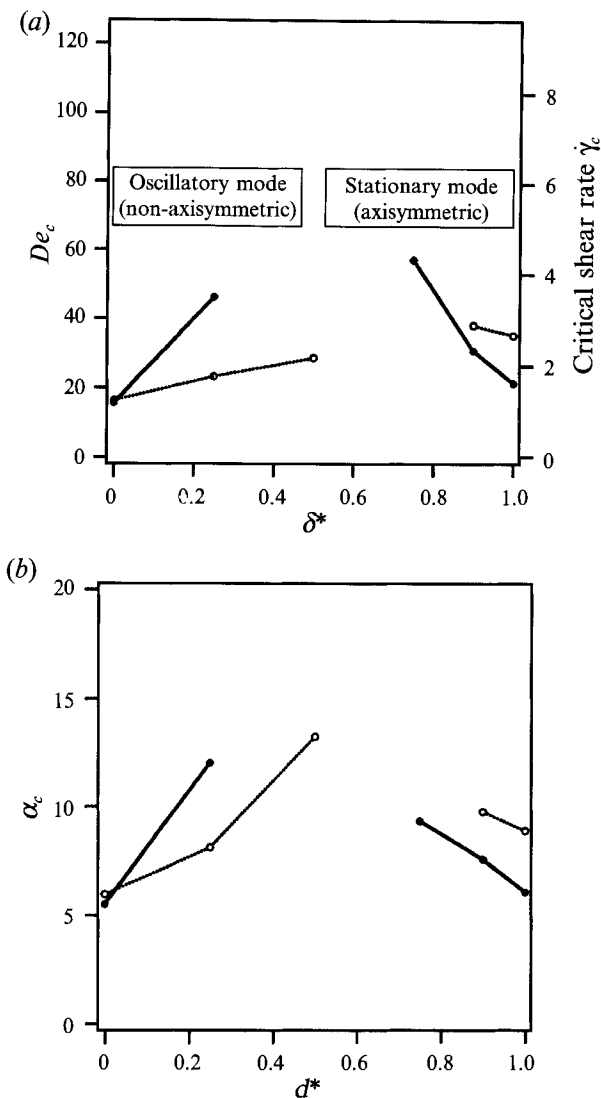 (a)
120
100
80
60
40
20
0
De_c
Oscillatory mode
(non-axisymmetric)
Stationary mode
(axisymmetric)
8
6
4
2
0
Critical shear rate γ̇_c
0 0.2 0.4 0.6 0.8 1.0
δ*
(b)
20
15
10
5
0
α_c
0 0.2 0.4 0.6 0.8 1.0
d*